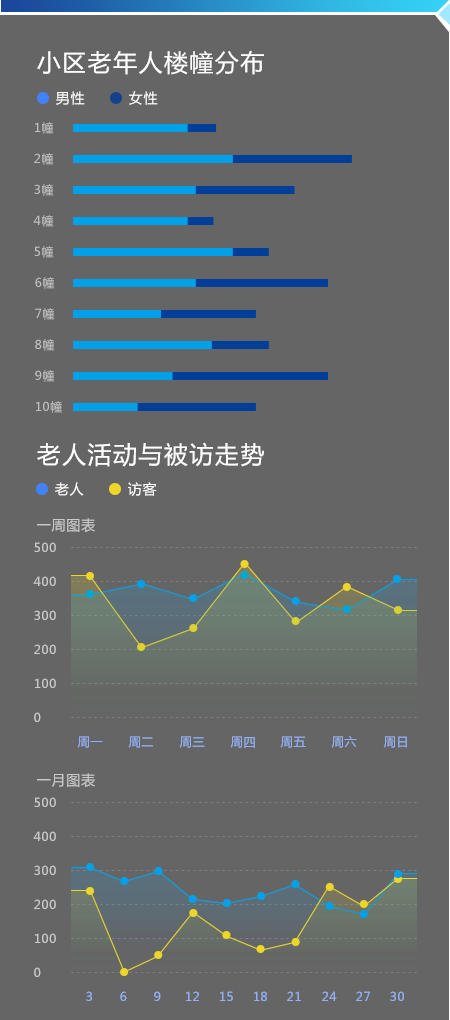 小区老年人楼幢分布
男性 女性
1幢
2幢
3幢
4幢
5幢
6幢
7幢
8幢
9幢
10幢
老人活动与被访走势
老人 访客
一周图表
500
400
300
200
100
0
周一 周二 周三 周四 周五 周六 周日
一月图表
500
400
300
200
100
0
3 6 9 12 15 18 21 24 27 30